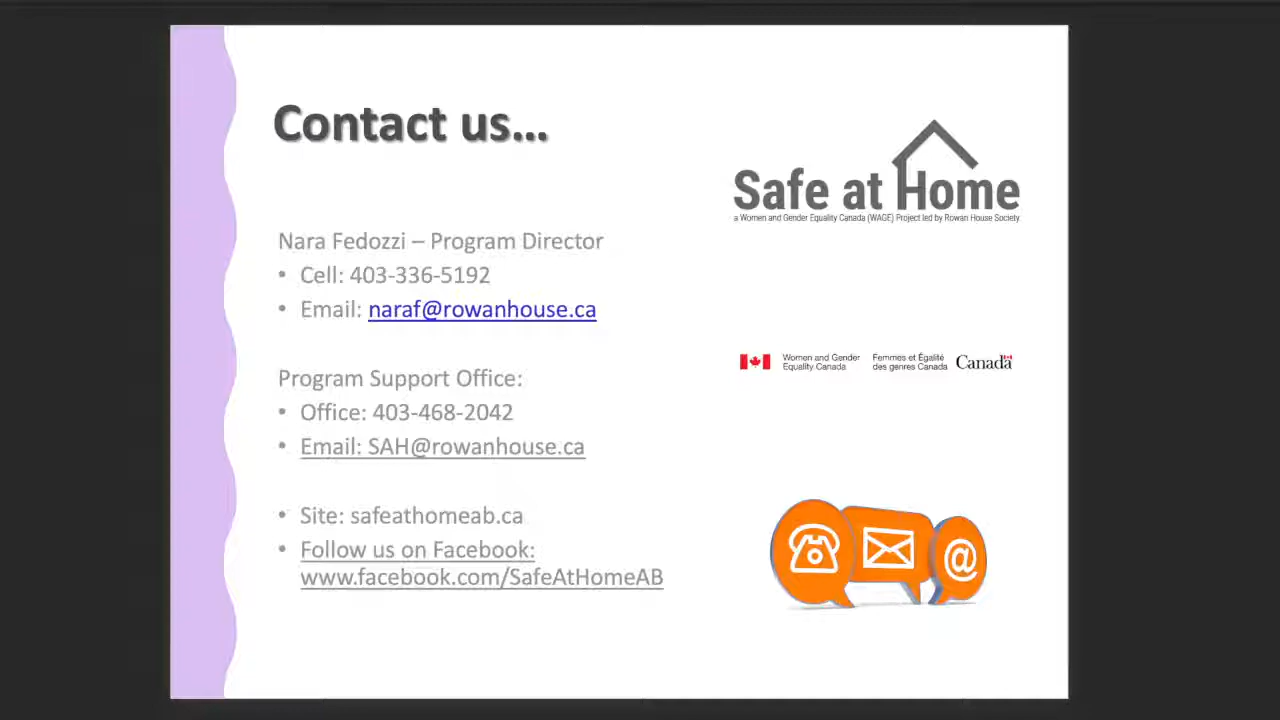 Contact us...
Safe at Home
a Women and Gender Equality Canada (WAGE) Project led by Rowan House Society
Nara Fedozzi – Program Director
• Cell: 403-336-5192
• Email: naraf@rowanhouse.ca
Women and Gender
Equality Canada
Femmes et Égalité
des genres Canada
Canada
Program Support Office:
• Office: 403-468-2042
• Email: SAH@rowanhouse.ca
• Site: safeathomeab.ca
• Follow us on Facebook:
www.facebook.com/SafeAtHomeAB
@